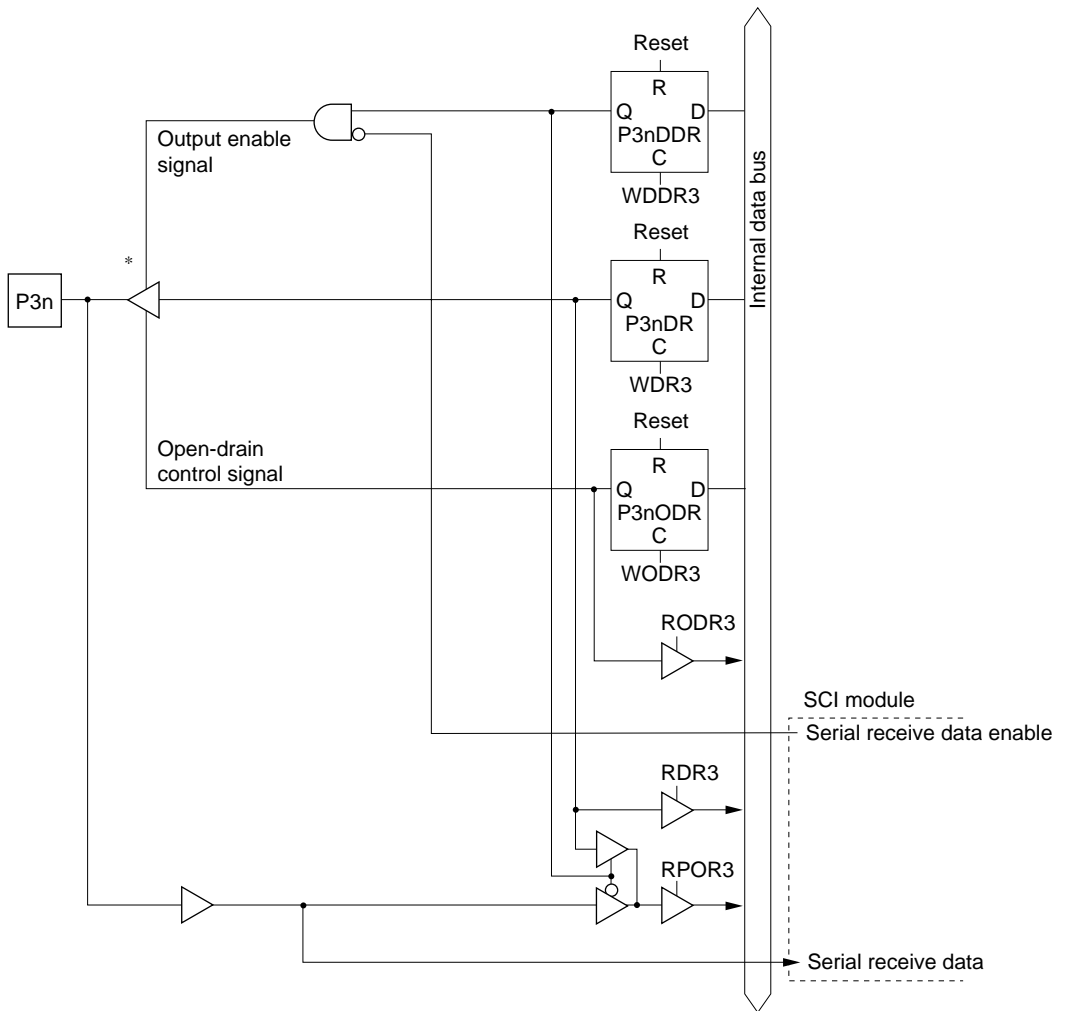 Reset
R
Q D
P3nDDR
C
WDDR3
Output enable
signal
Internal data bus
Reset
R
Q D
P3nDR
C
WDR3
*
P3n
Reset
R
Q D
P3nODR
C
WODR3
Open-drain
control signal
RODR3
SCI module
Serial receive data enable
RDR3
RPOR3
Serial receive data